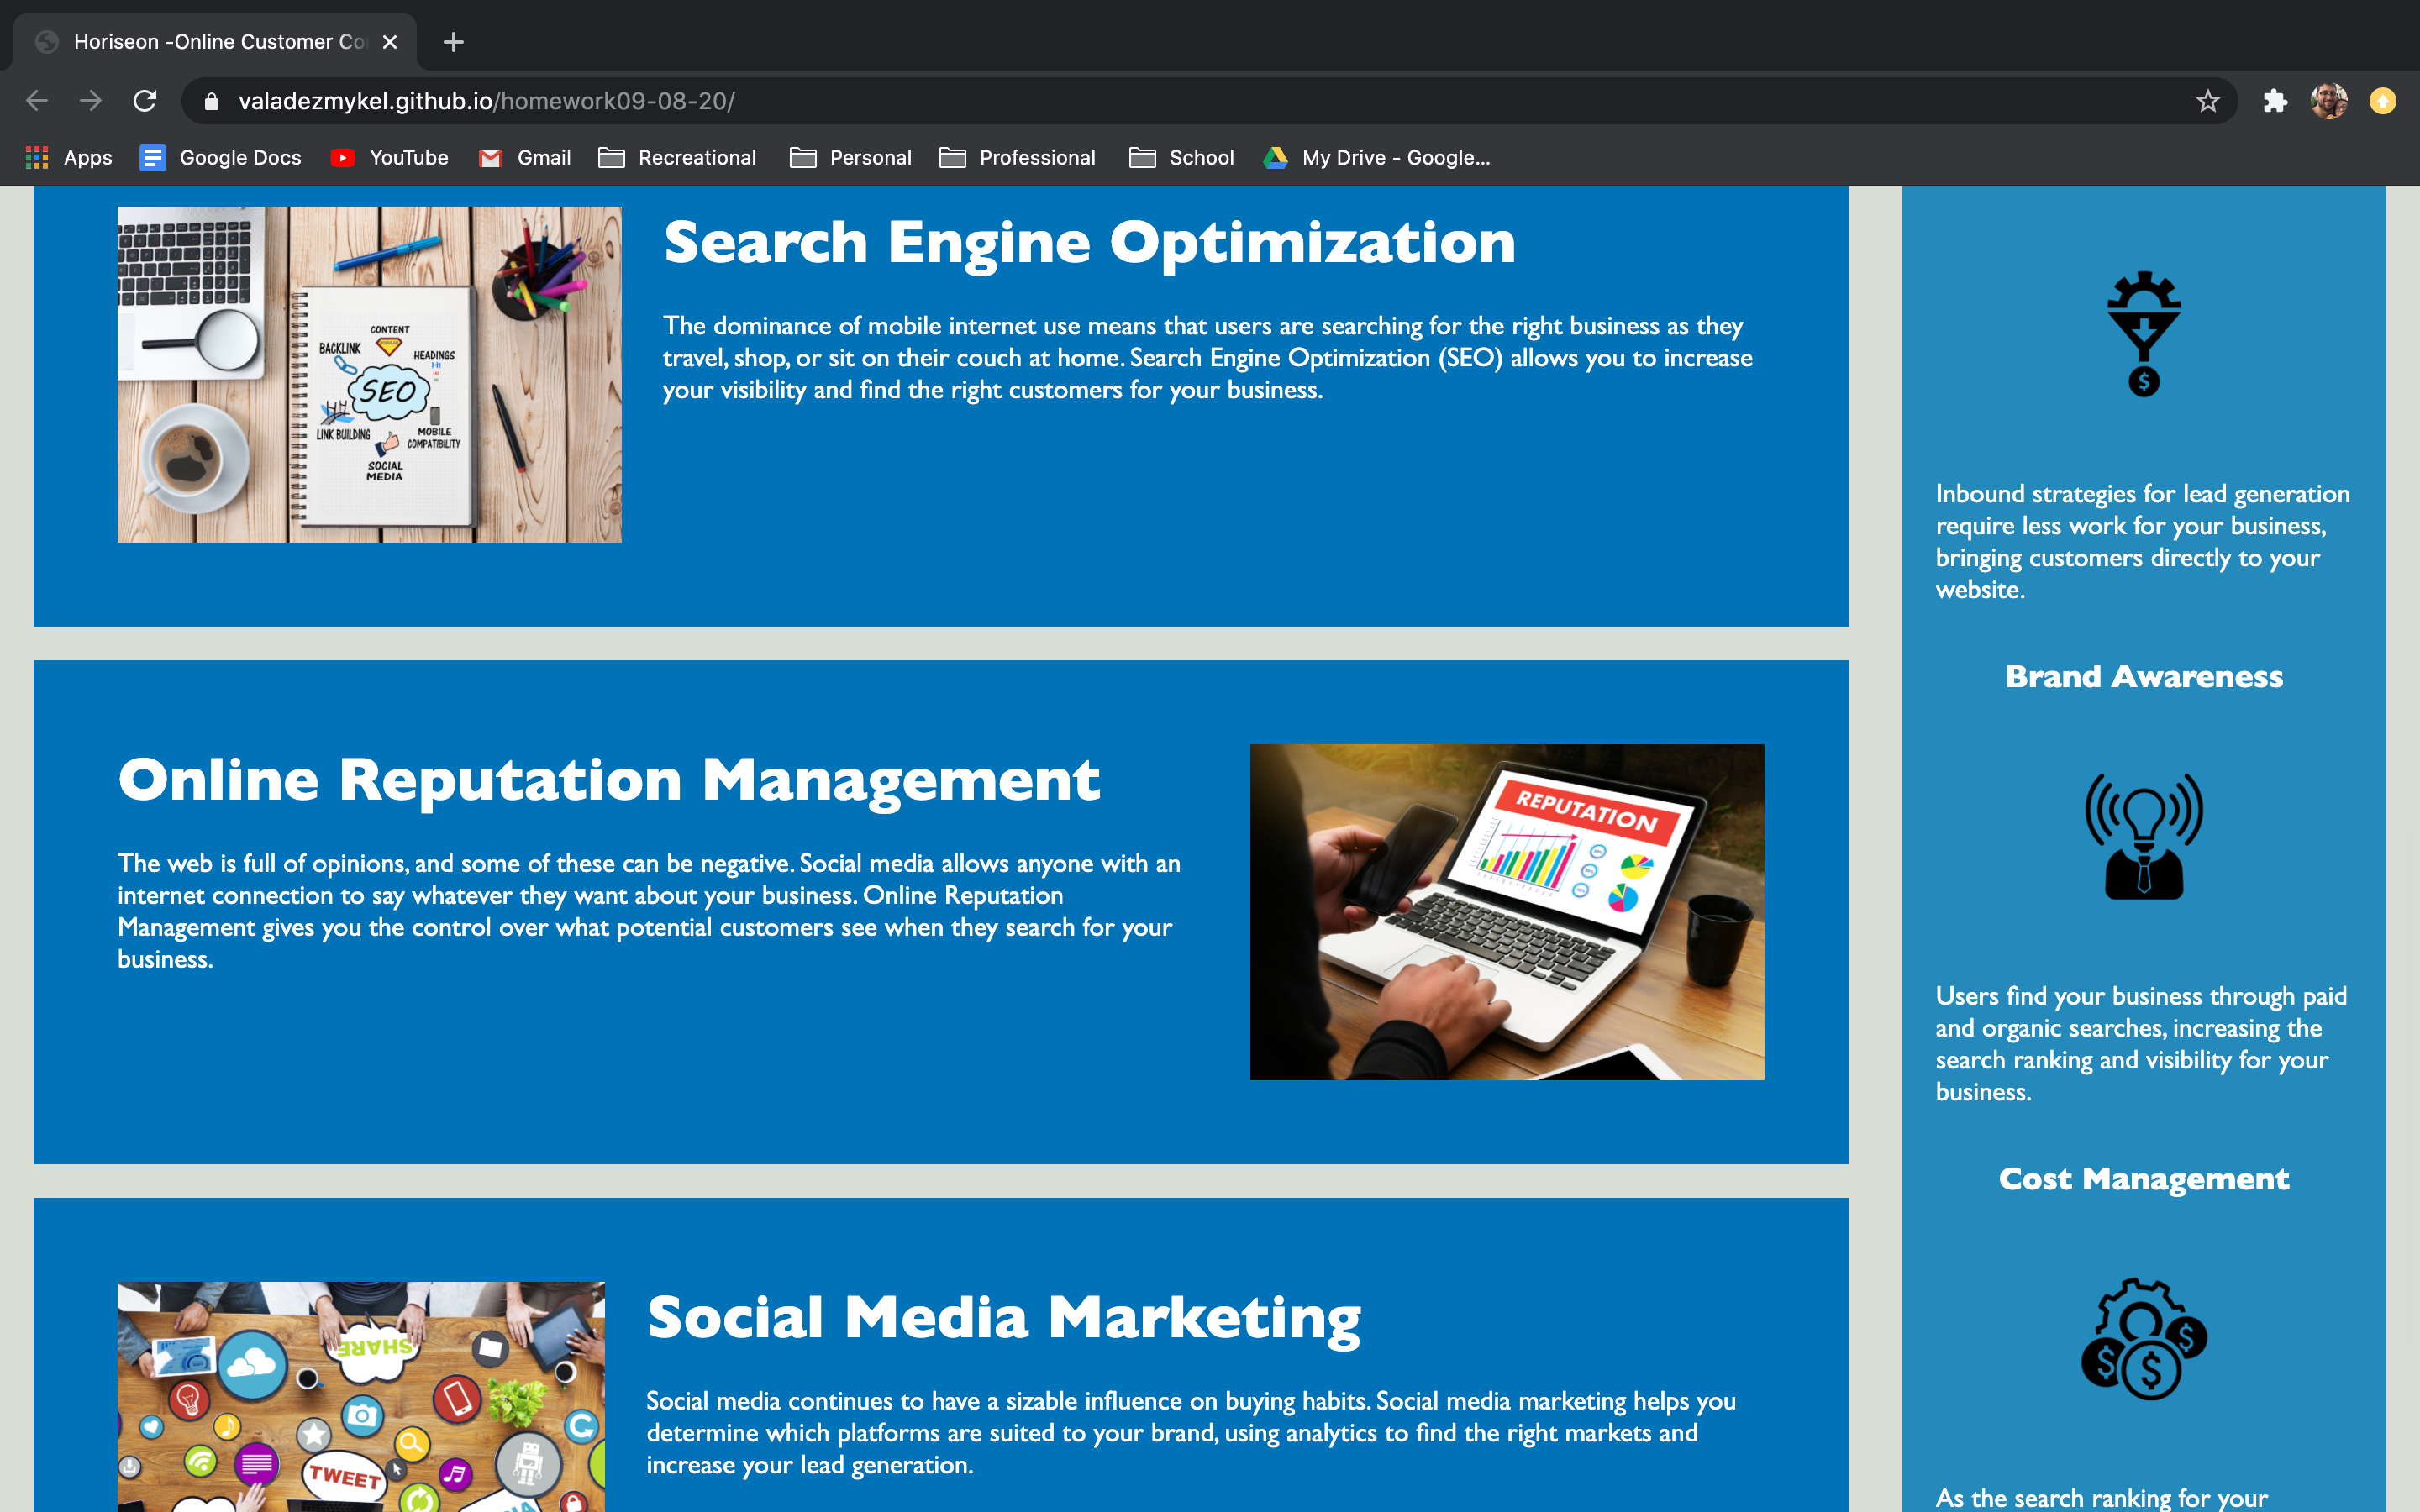 Horiseon -Online Customer Co
valadezmykel.github.io/homework09-08-20/
Apps
Google Docs
YouTube
Gmail
Recreational
Personal
Professional
School
My Drive - Google...
CONTENT
BACKLINK
HEADINGS
H1
SEO
LINK BUILDING
MOBILE
COMPATIBILITY
SOCIAL
MEDIA
Search Engine Optimization
The dominance of mobile internet use means that users are searching for the right business as they
travel, shop, or sit on their couch at home. Search Engine Optimization (SEO) allows you to increase
your visibility and find the right customers for your business.
Online Reputation Management
The web is full of opinions, and some of these can be negative. Social media allows anyone with an
internet connection to say whatever they want about your business. Online Reputation
Management gives you the control over what potential customers see when they search for your
business.
REPUTATION
SHARE
TWEET
Social Media Marketing
Social media continues to have a sizable influence on buying habits. Social media marketing helps you
determine which platforms are suited to your brand, using analytics to find the right markets and
increase your lead generation.
$
Inbound strategies for lead generation
require less work for your business,
bringing customers directly to your
website.
Brand Awareness
Users find your business through paid
and organic searches, increasing the
search ranking and visibility for your
business.
Cost Management
$
$
$
As the search ranking for your